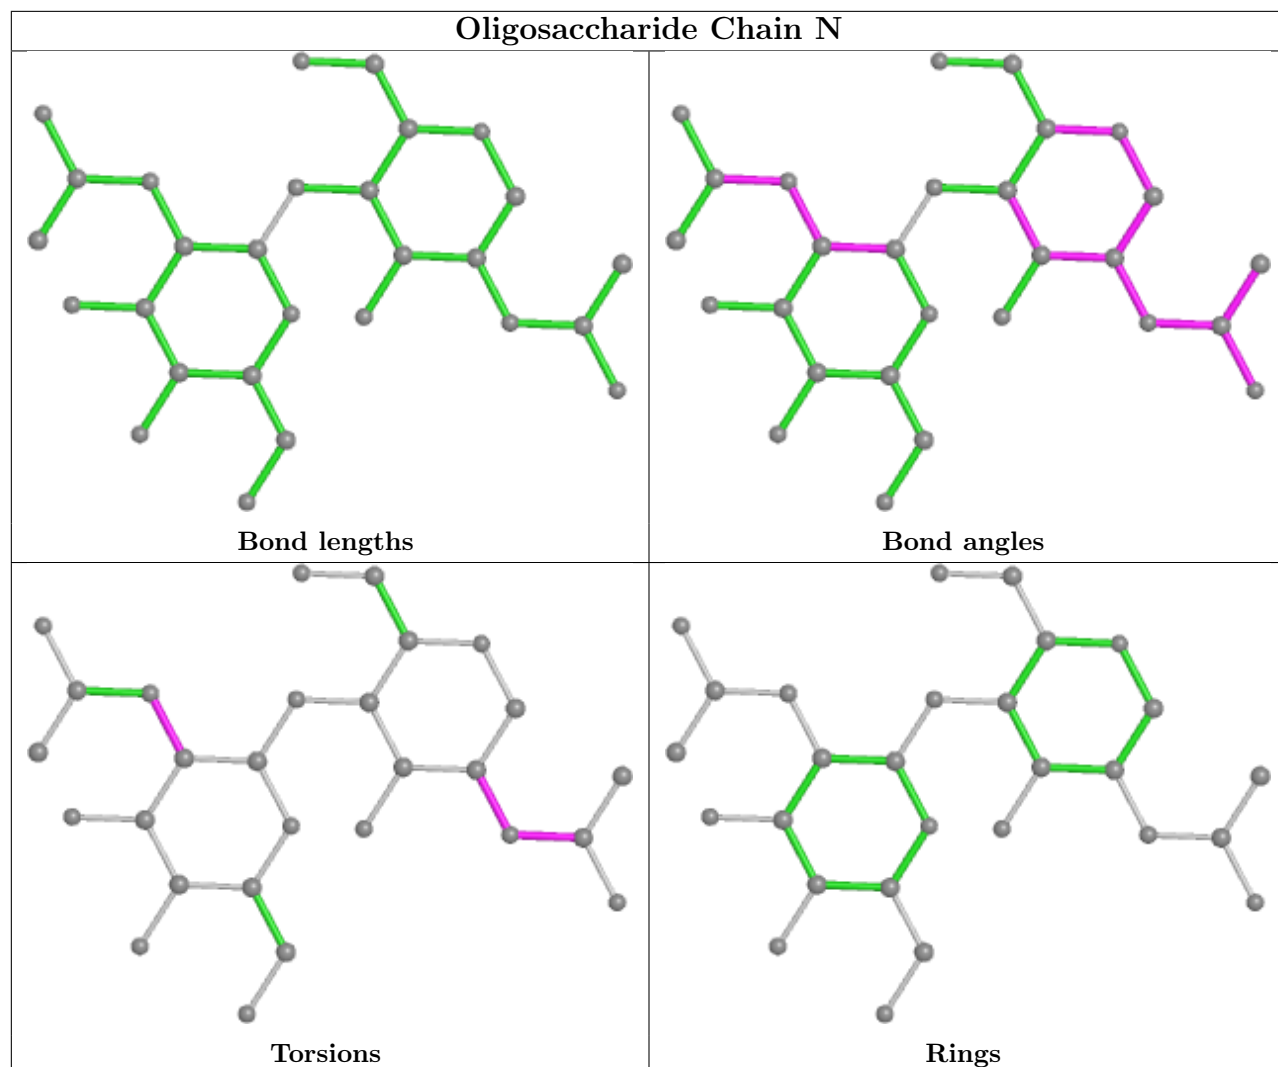 Oligosaccharide Chain N
Bond lengths
Bond angles
Torsions
Rings